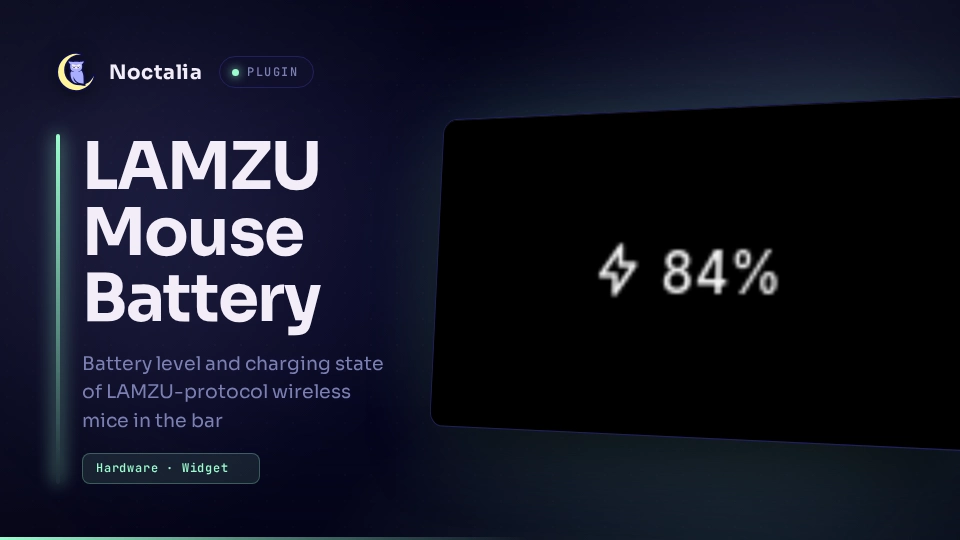 Noctalia
PLUGIN
LAMZU
Mouse
Battery
Battery level and charging state
of LAMZU-protocol wireless
mice in the bar
Hardware · Widget
84%